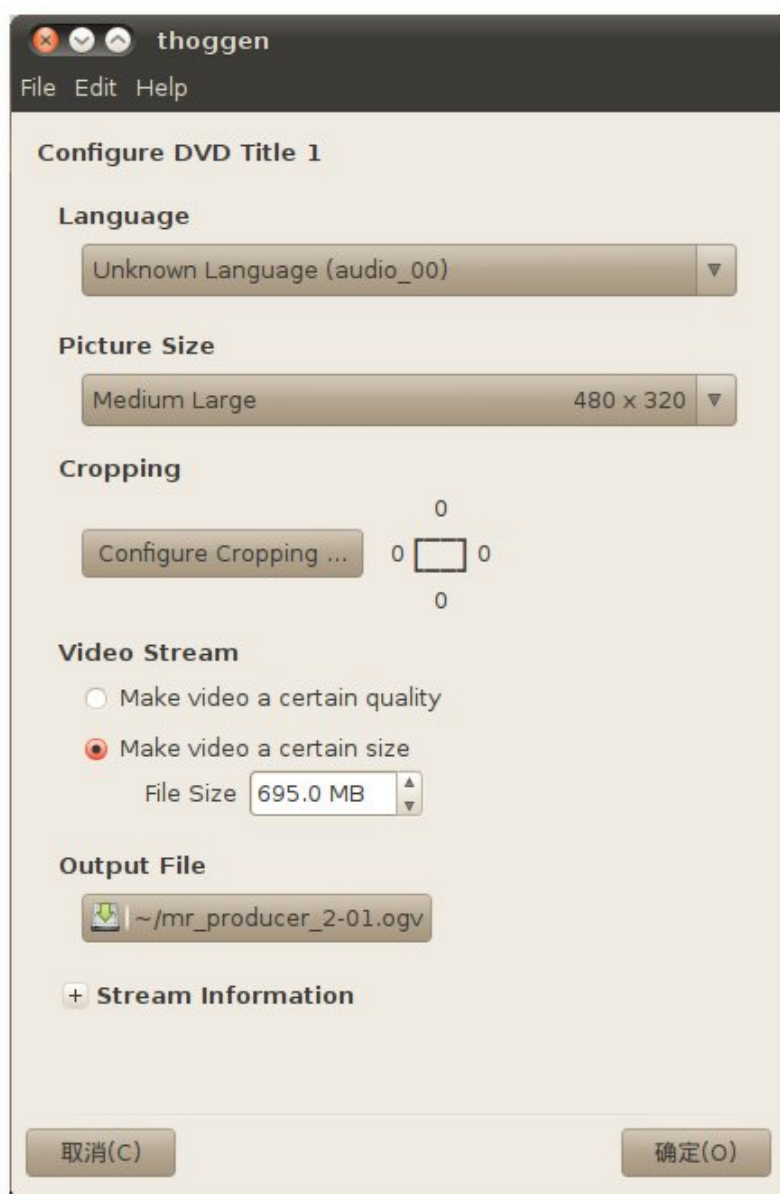 thoggen
File Edit Help
Configure DVD Title 1
Language
Unknown Language (audio_00)
Picture Size
Medium Large 480 x 320
Cropping
0
Configure Cropping ... 0 0
0
Video Stream
Make video a certain quality
Make video a certain size
File Size 695.0 MB
Output File
~/mr_producer_2-01.ogv
+ Stream Information
取消(C) 确定(O)